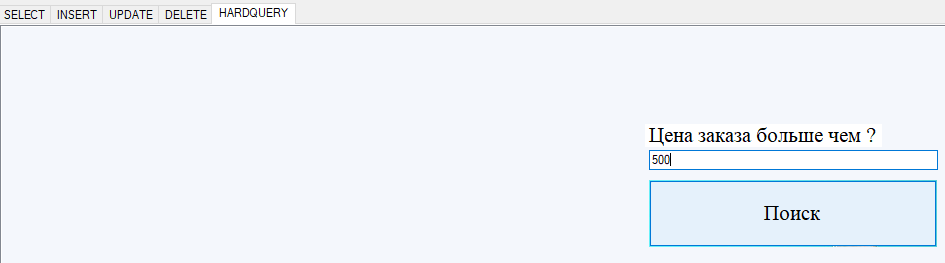 SELECT INSERT UPDATE DELETE HARDQUERY
Цена заказа больше чем ?
500
Поиск